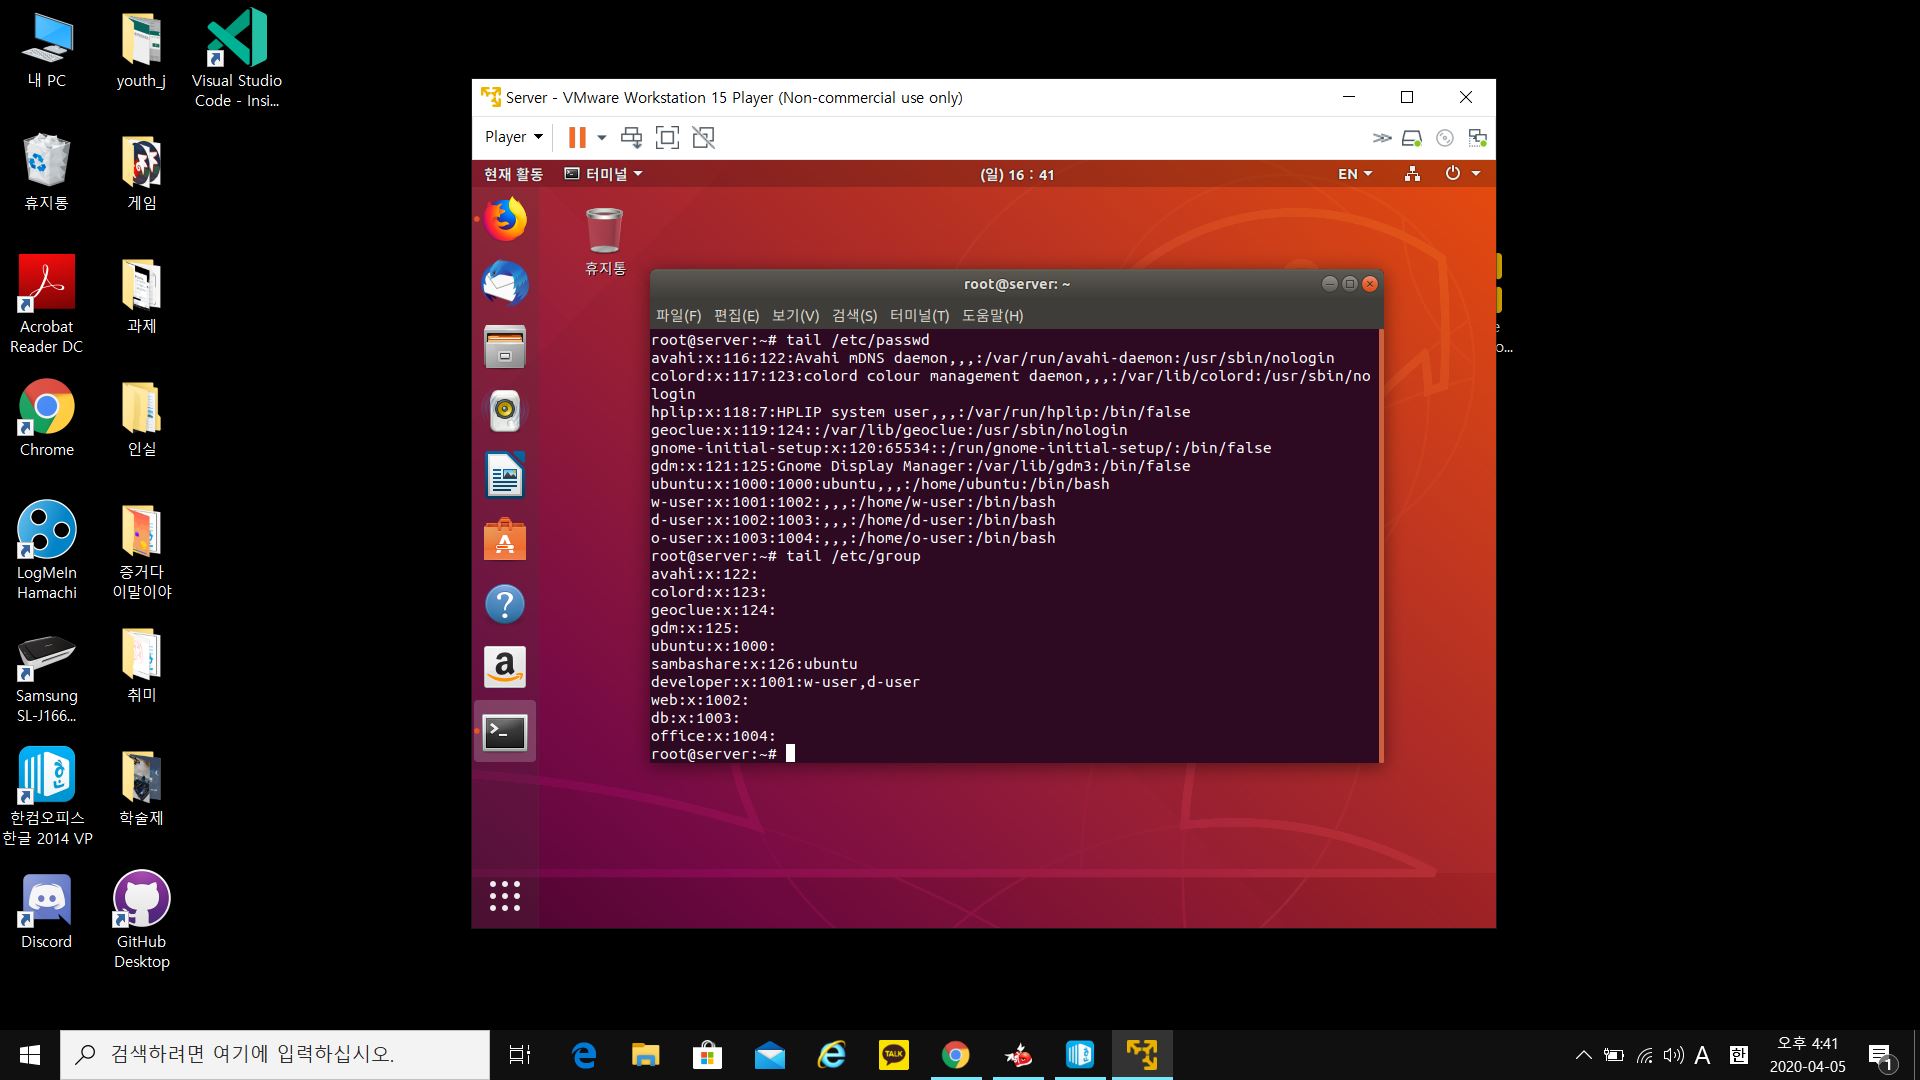 내 PC
youth_j
Visual Studio
Code - Insi...
휴지통
게임
Acrobat
Reader DC
과제
Chrome
인실
LogMeIn
Hamachi
증거다
이말이야
Samsung
SL-J166...
취미
한컴오피스
한글 2014 VP
학술제
Discord
GitHub
Desktop
Server - VMware Workstation 15 Player (Non-commercial use only)
Player
현재 활동
터미널
(일) 16 : 41
EN
휴지통
root@server: ~
파일(F) 편집(E) 보기(V) 검색(S) 터미널(T) 도움말(H)
root@server:~# tail /etc/passwd
avahi:x:116:122:Avahi mDNS daemon,,,:/var/run/avahi-daemon:/usr/sbin/nologin
colord:x:117:123:colord colour management daemon,,,:/var/lib/colord:/usr/sbin/no
login
hplip:x:118:7:HPLIP system user,,,:/var/run/hplip:/bin/false
geoclue:x:119:124::/var/lib/geoclue:/usr/sbin/nologin
gnome-initial-setup:x:120:65534::/run/gnome-initial-setup/:/bin/false
gdm:x:121:125:Gnome Display Manager:/var/lib/gdm3:/bin/false
ubuntu:x:1000:1000:ubuntu,,,:/home/ubuntu:/bin/bash
w-user:x:1001:1002:,,,:/home/w-user:/bin/bash
d-user:x:1002:1003:,,,:/home/d-user:/bin/bash
o-user:x:1003:1004:,,,:/home/o-user:/bin/bash
root@server:~# tail /etc/group
avahi:x:122:
colord:x:123:
geoclue:x:124:
gdm:x:125:
ubuntu:x:1000:
sambashare:x:126:ubuntu
developer:x:1001:w-user,d-user
web:x:1002:
db:x:1003:
office:x:1004:
root@server:~#
e
o...
검색하려면 여기에 입력하십시오.
TALK
A
한
오후 4:41
2020-04-05
1